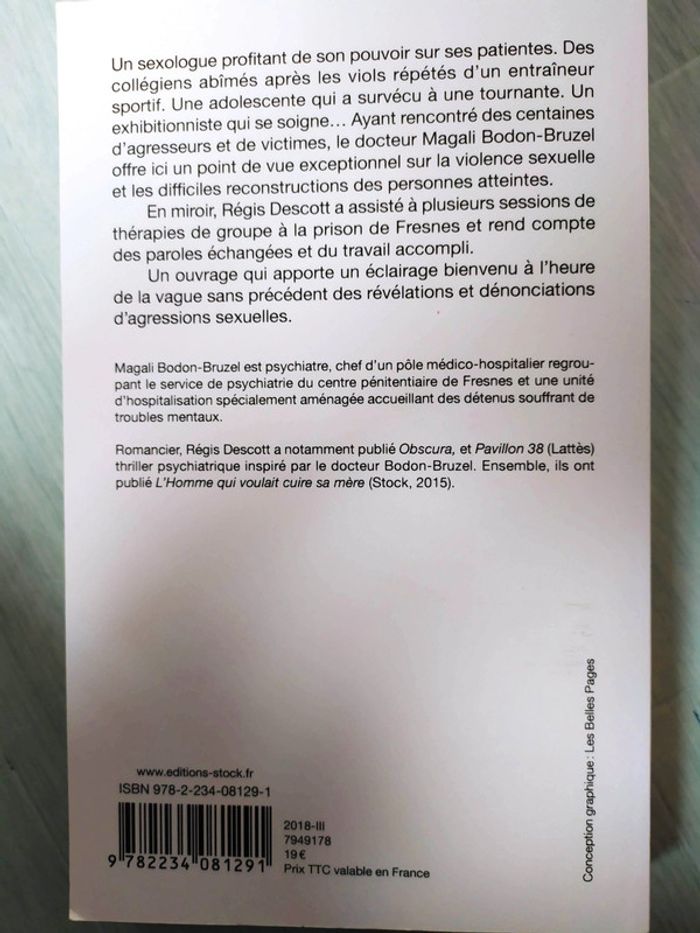 Un sexologue profitant de son pouvoir sur ses patientes. Des
collégiens abîmés après les viols répétés d'un entraîneur
sportif. Une adolescente qui a survécu à une tournante. Un
exhibitionniste qui se soigne... Ayant rencontré des centaines
d'agresseurs et de victimes, le docteur Magali Bodon-Bruzel
offre ici un point de vue exceptionnel sur la violence sexuelle
et les difficiles reconstructions des personnes atteintes.
En miroir, Régis Descott a assisté à plusieurs sessions de
thérapies de groupe à la prison de Fresnes et rend compte
des paroles échangées et du travail accompli.
Un ouvrage qui apporte un éclairage bienvenu à l'heure
de la vague sans précédent des révélations et dénonciations
d'agressions sexuelles.
Magali Bodon-Bruzel est psychiatre, chef d'un pôle médico-hospitalier regrou-
pant le service de psychiatrie du centre pénitentiaire de Fresnes et une unité
d'hospitalisation spécialement aménagée accueillant des détenus souffrant de
troubles mentaux.
Romancier, Régis Descott a notamment publié Obscura, et Pavillon 38 (Lattès)
thriller psychiatrique inspiré par le docteur Bodon-Bruzel. Ensemble, ils ont
publié L'Homme qui voulait cuire sa mère (Stock, 2015).
Conception graphique : Les Belles Pages
www.editions-stock.fr
ISBN 978-2-234-08129-1
9 782234 081291
2018-III
7949178
19 €
Prix TTC valable en France